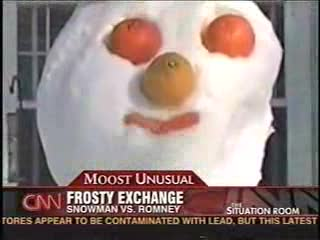 MOOST UNUSUAL
CNN
FROSTY EXCHANGE
SNOWMAN VS. ROMNEY
THE
SITUATION ROOM
TORES APPEAR TO BE CONTAMINATED WITH LEAD, BUT THIS LATEST